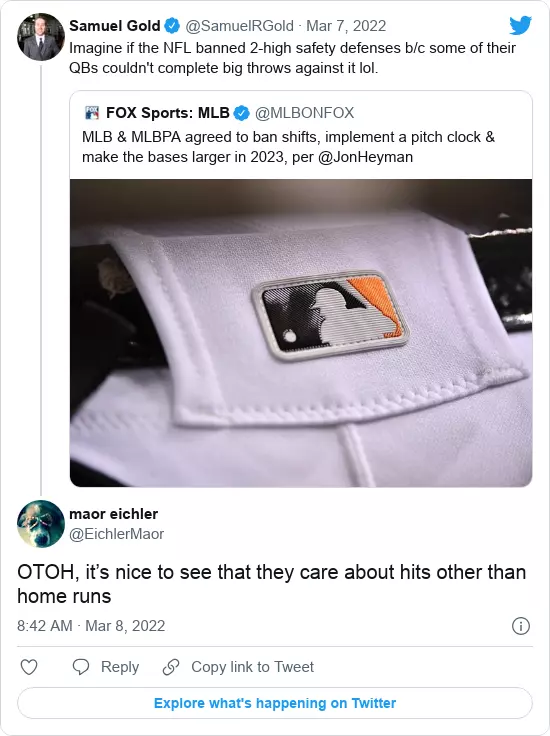 Samuel Gold @SamuelRGold · Mar 7, 2022
Imagine if the NFL banned 2-high safety defenses b/c some of their
QBs couldn't complete big throws against it lol.
FOX Sports: MLB @MLBONFOX
MLB & MLBPA agreed to ban shifts, implement a pitch clock &
make the bases larger in 2023, per @JonHeyman
maor eichler
@EichlerMaor
OTOH, it’s nice to see that they care about hits other than
home runs
8:42 AM · Mar 8, 2022
Reply
Copy link to Tweet
Explore what's happening on Twitter